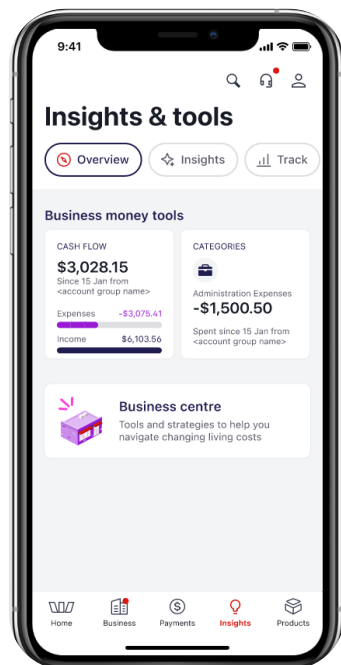 9:41
Insights & tools
Overview
Insights
Track
Business money tools
CASH FLOW
$3,028.15
Since 15 Jan from
<account group name>
Expenses -$3,075.41
Income $6,103.56
CATEGORIES
Administration Expenses
-$1,500.50
Spent since 15 Jan from
<account group name>
Business centre
Tools and strategies to help you
navigate changing living costs
Home Business Payments Insights Products